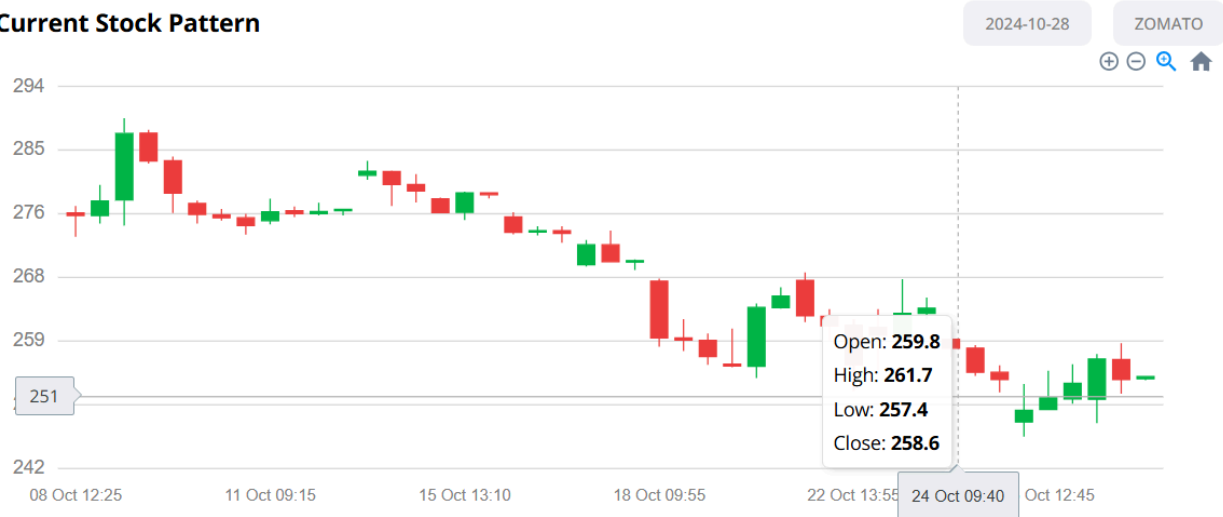 Current Stock Pattern
2024-10-28
ZOMATO
294
285
276
268
259
251
242
Open: 259.8
High: 261.7
Low: 257.4
Close: 258.6
08 Oct 12:25
11 Oct 09:15
15 Oct 13:10
18 Oct 09:55
22 Oct 13:55
24 Oct 09:40
Oct 12:45